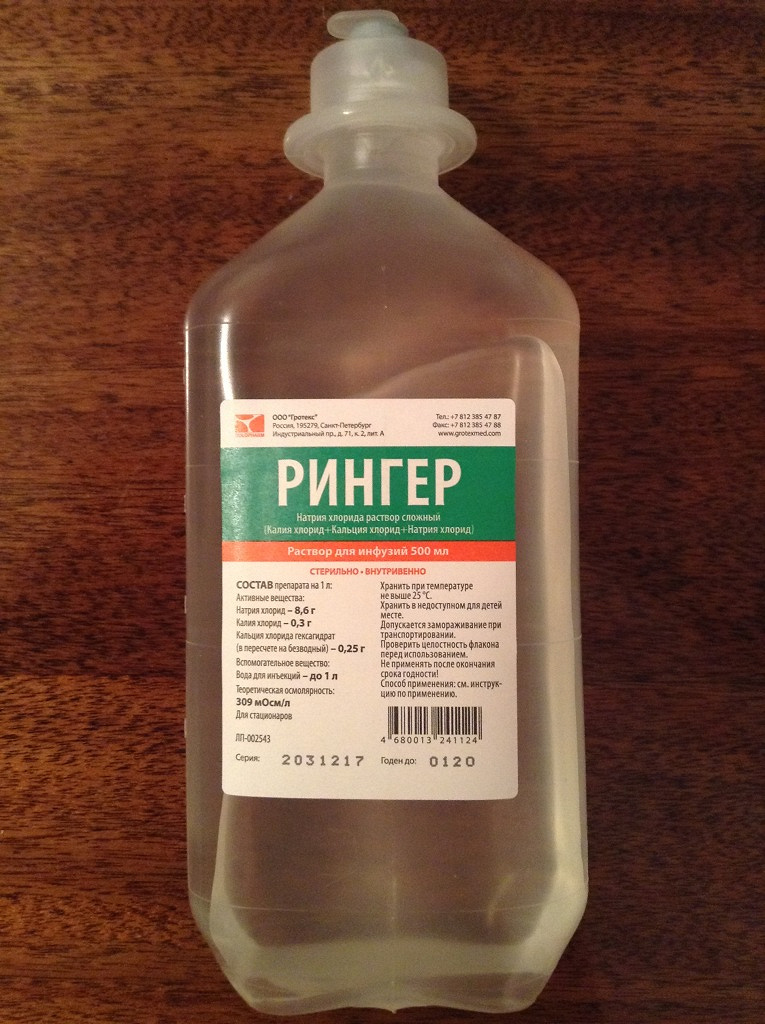 ООО "Гротекс"
Россия, 195279, Санкт-Петербург
Индустриальный пр., д. 71, к. 2, лит. А
Тел.: +7 812 385 47 87
Факс: +7 812 385 47 88
www.grotexmed.com
РИНГЕР
Натрия хлорида раствор сложный
(Калия хлорид+Кальция хлорид+Натрия хлорид)
Раствор для инфузий 500 мл
СТЕРИЛЬНО • ВНУТРИВЕННО
СОСТАВ препарата на 1 л:
Активные вещества:
Натрия хлорид – 8,6 г
Калия хлорид – 0,3 г
Кальция хлорида гексагидрат
(в пересчете на безводный) – 0,25 г
Вспомогательное вещество:
Вода для инъекций – до 1 л
Теоретическая осмолярность:
309 мОсм/л
Для стационаров
ЛП-002543
Хранить при температуре
не выше 25 °С.
Хранить в недоступном для детей
месте.
Допускается замораживание при
транспортировании.
Проверить целостность флакона
перед использованием.
Не применять после окончания
срока годности!
Способ применения: см. инструк-
цию по применению.
4 680013 241124
Серия: 2031217 Годен до: 0120